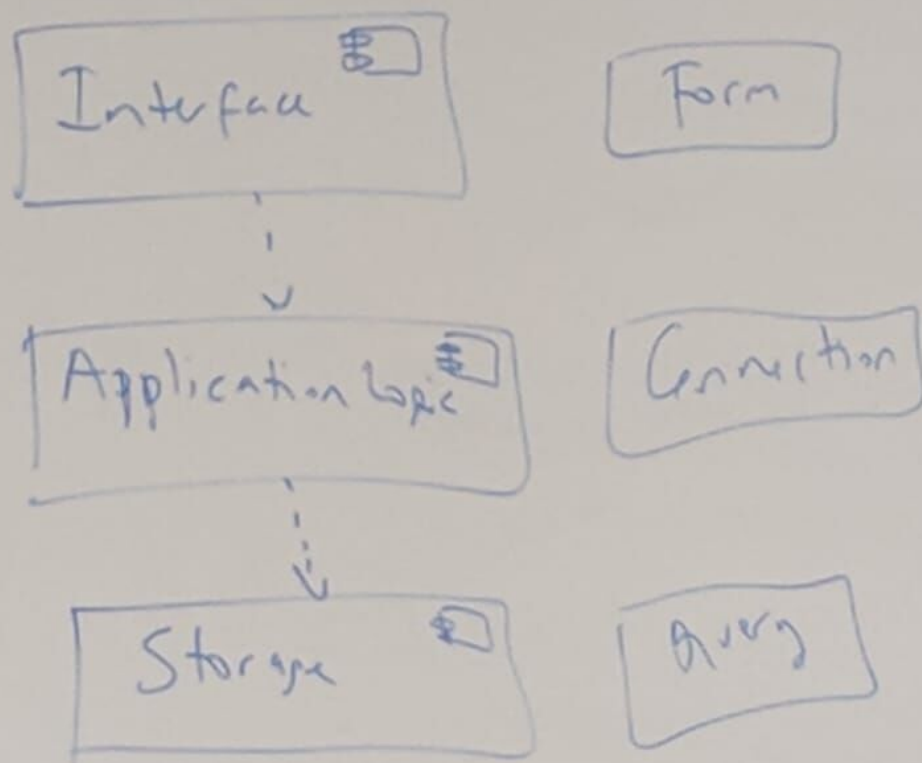 Interface
Form
Application Logic
Connection
Storage
Query